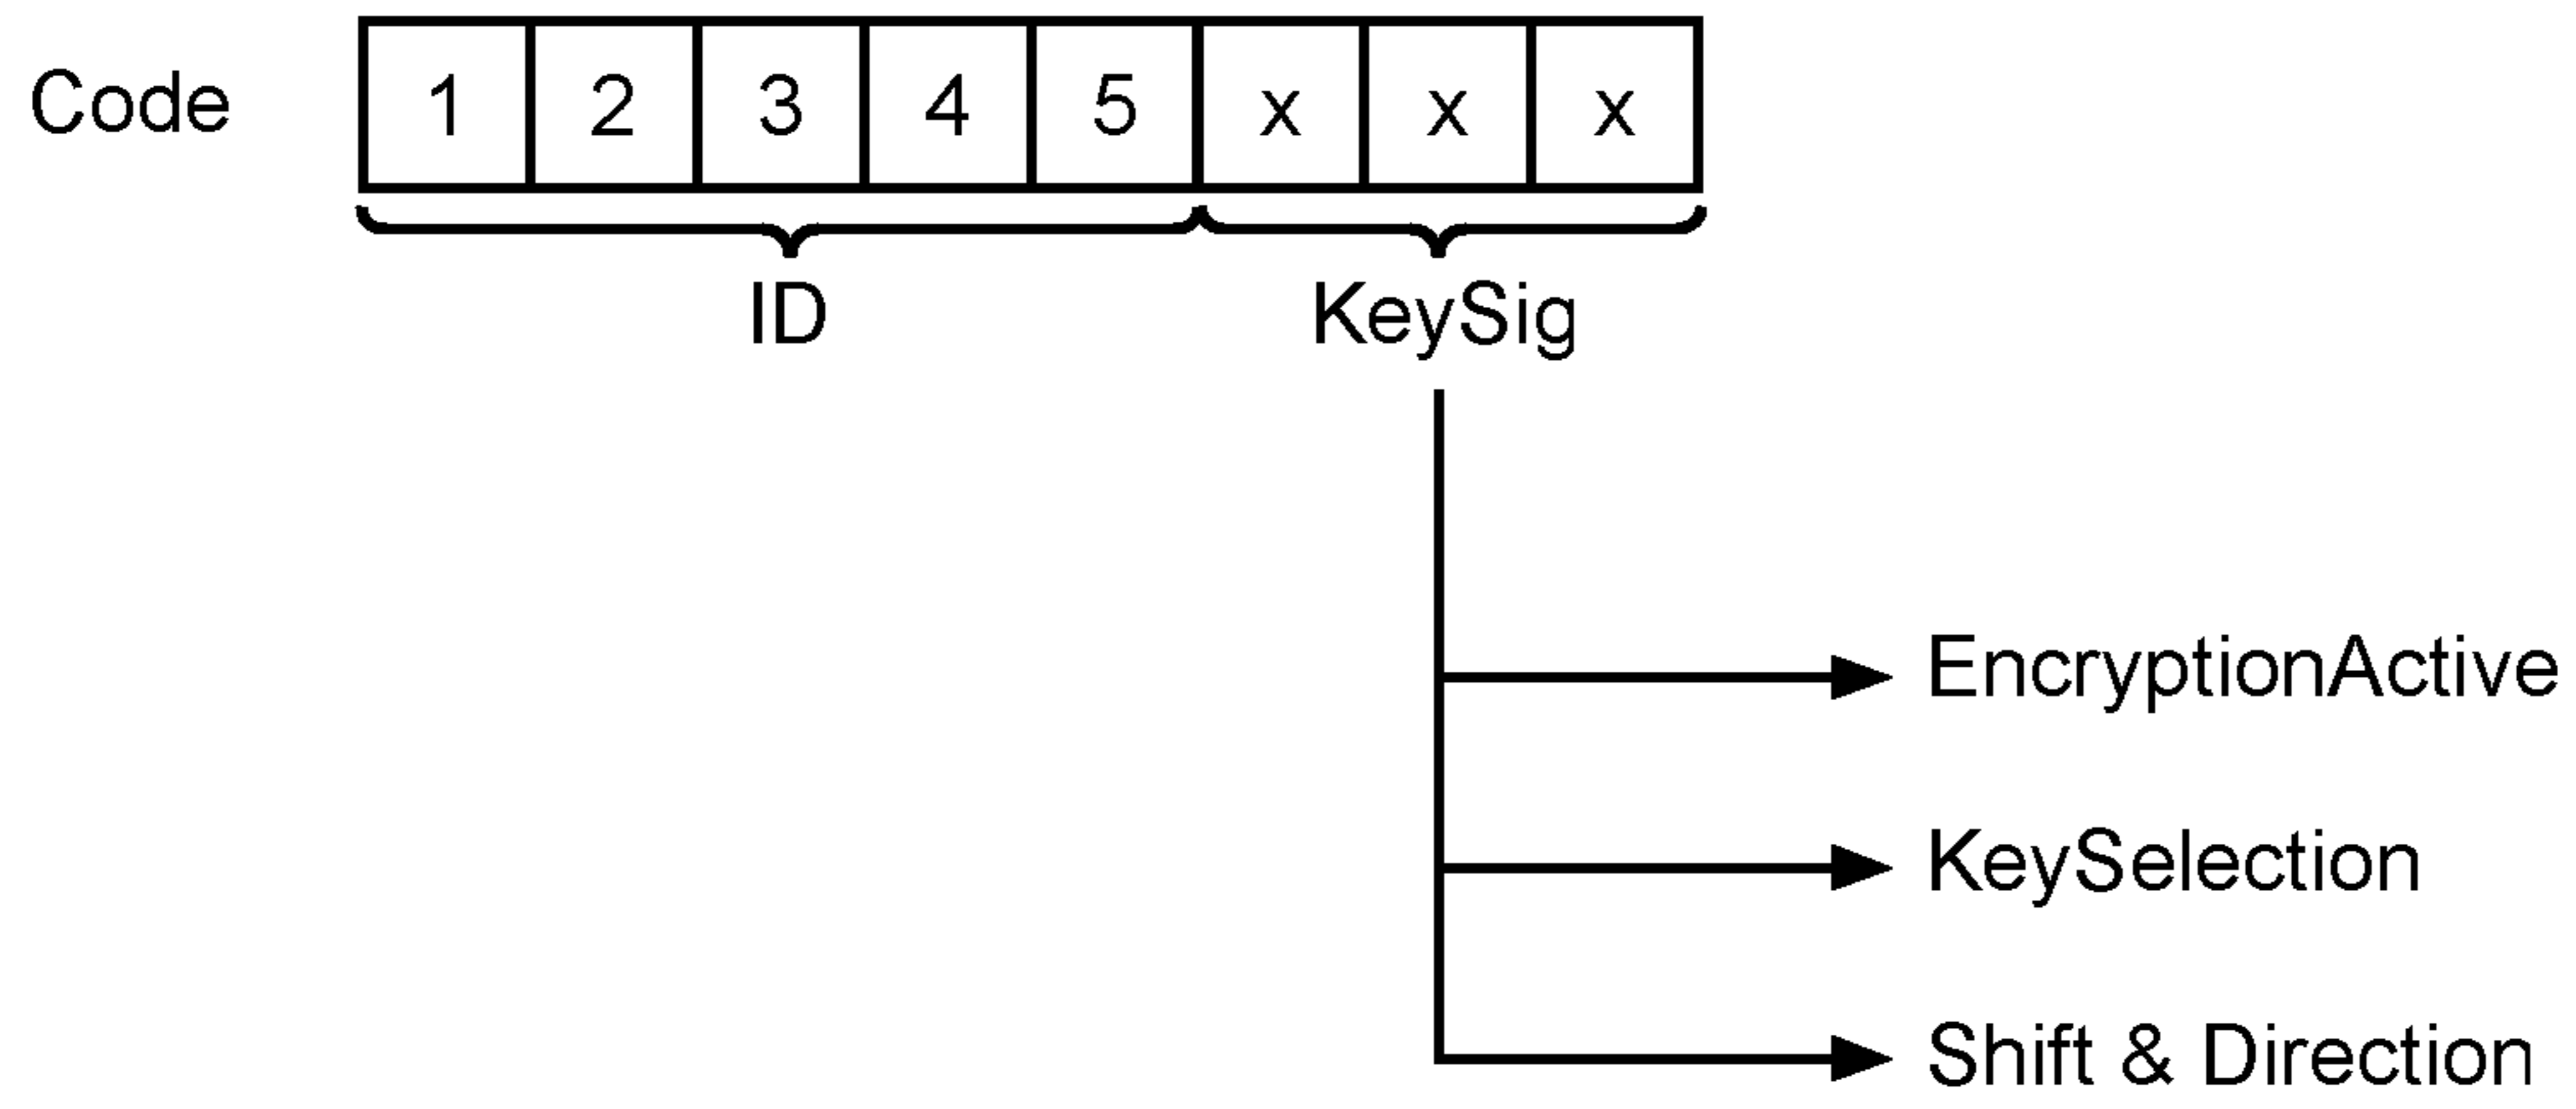 Code 1 2 3 4 5 x x x
ID KeySig
EncryptionActive
KeySelection
Shift & Direction